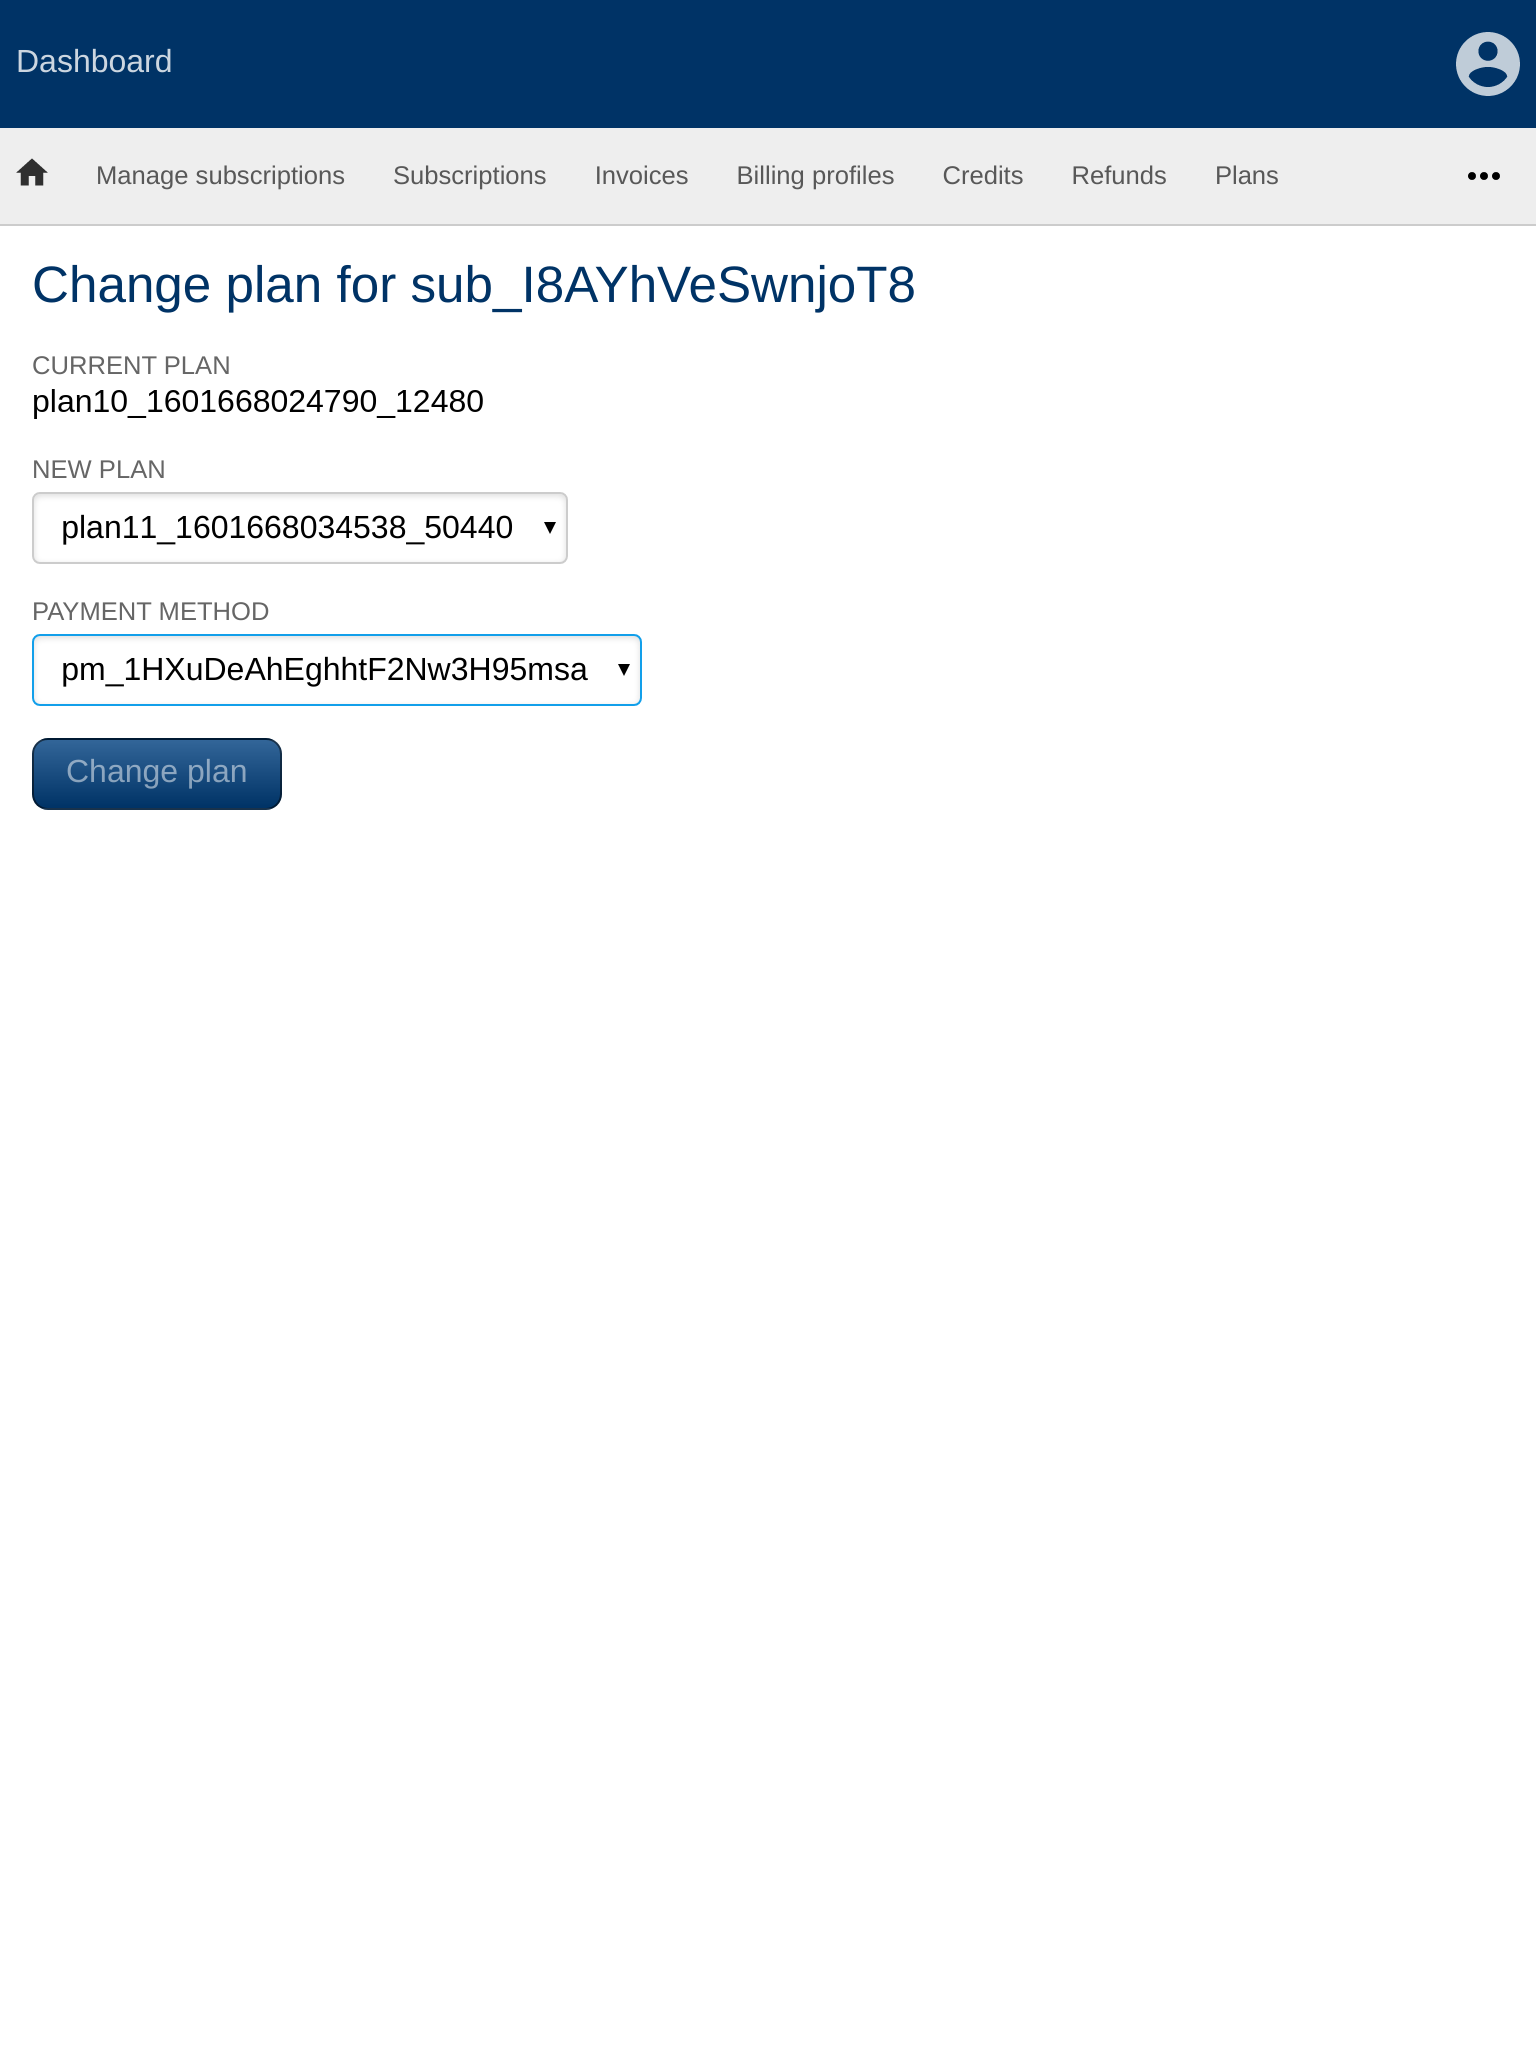 Dashboard
Manage subscriptions Subscriptions Invoices Billing profiles Credits Refunds Plans
Change plan for sub_I8AYhVeSwnjoT8
CURRENT PLAN
plan10_1601668024790_12480
NEW PLAN
plan11_1601668034538_50440
PAYMENT METHOD
pm_1HXuDeAhEghhtF2Nw3H95msa
Change plan